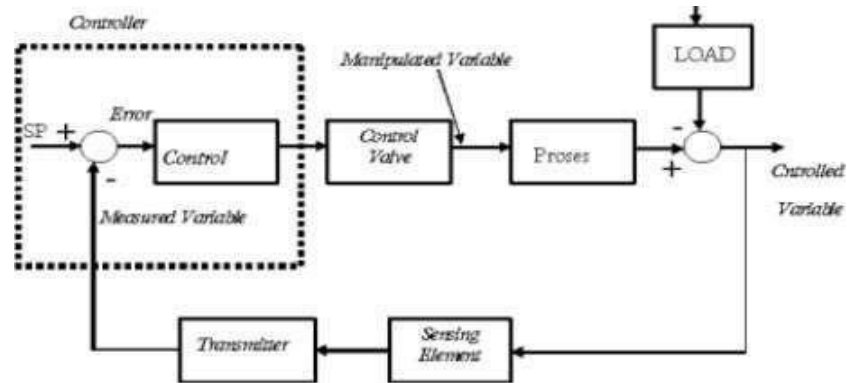 Controller
Manipulated Variable
LOAD
SP
+
Error
Control
Control
Valve
Proses
-
+
-
Measured Variable
Cntrolled
Variable
Transmitter
Sensing
Element